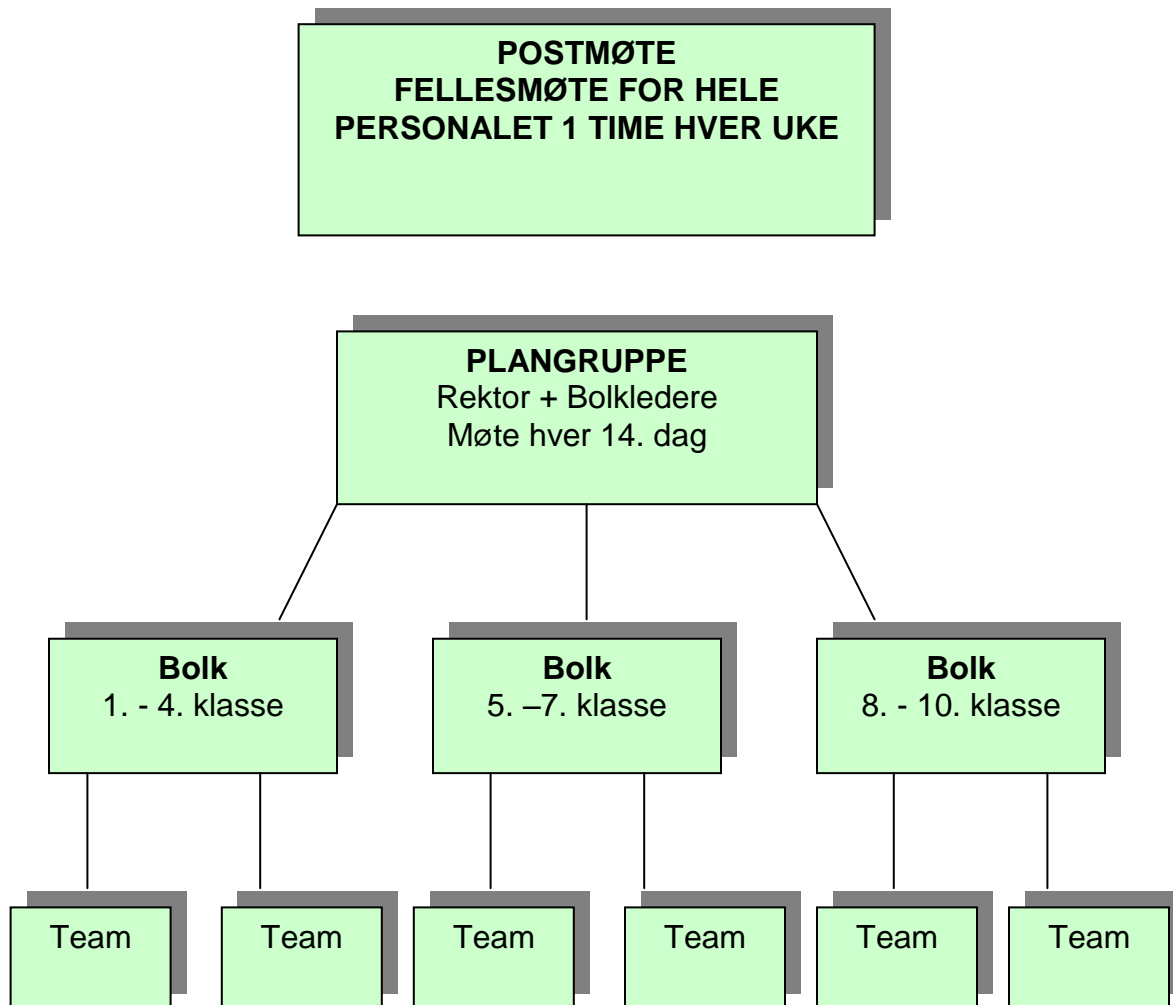 POSTMØTE
FELLESMØTE FOR HELE
PERSONALET 1 TIME HVER UKE
PLANGRUPPE
Rektor + Bolkledere
Møte hver 14. dag
Bolk
1. - 4. klasse
Bolk
5. –7. klasse
Bolk
8. - 10. klasse
Team
Team
Team
Team
Team
Team